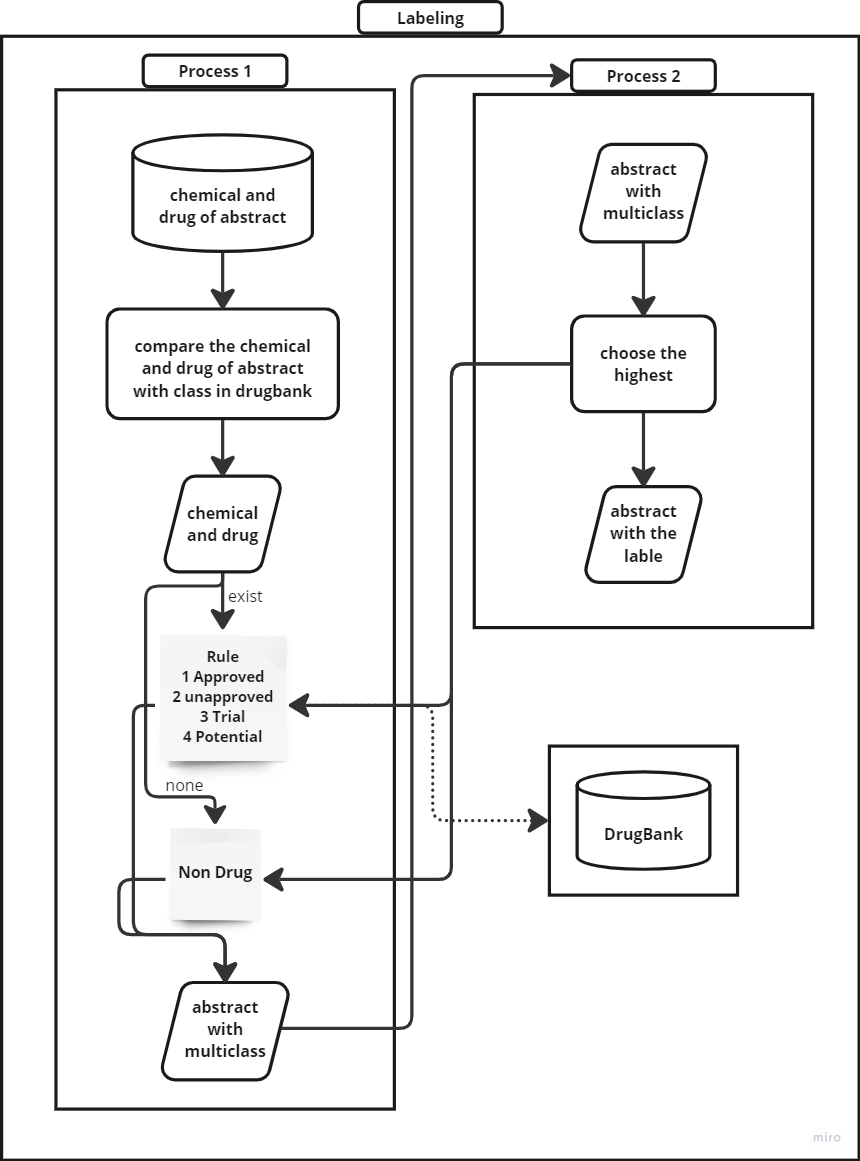 Labeling
Process 1
chemical and
drug of abstract
compare the chemical
and drug of abstract
with class in drugbank
chemical
and drug
exist
Rule
1 Approved
2 unapproved
3 Trial
4 Potential
none
Non Drug
abstract
with
multiclass
Process 2
abstract
with
multiclass
choose the
highest
abstract
with the
lable
DrugBank
miro